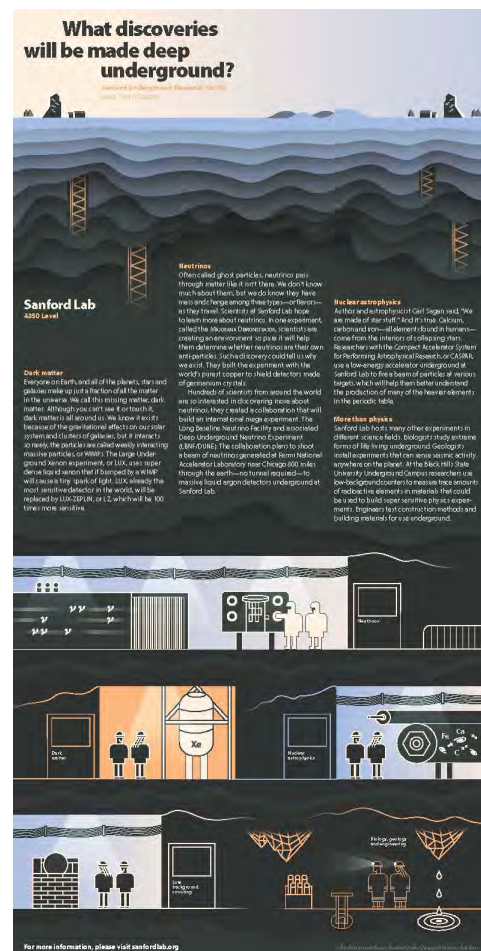 What discoveries
will be made deep
underground?
Sanford Underground Research Facility
Neutrinos
Often called ghost particles, neutrinos pass
through matter like it isn't there. We don't know
much about them, but we do know they have
mass and change among three types—or flavors—
as they travel. Scientists at Sanford Lab hope
to learn more about neutrinos. In one experiment,
called the MAJORANA DEMONSTRATOR, scientists are
creating an environment so pure it will help
them determine whether neutrinos are their own
anti-particles. Such a discovery could tell us why
we exist. They built the experiment with the
world's purest copper to shield detectors made
of germanium crystals.
Hundreds of scientists from around the world
are so interested in discovering more about
neutrinos, they created a collaboration that will
build an international mega experiment. The
Long Baseline Neutrino Facility and associated
Deep Underground Neutrino Experiment
(LBNF/DUNE). The collaboration plans to shoot
a beam of neutrinos generated at Fermi National
Accelerator Laboratory near Chicago 800 miles
through the earth—no tunnel required—to
massive liquid argon detectors underground at
Sanford Lab.
Sanford Lab
4850 Level
Dark matter
Everyone on Earth, and all of the planets, stars and
galaxies make up just a fraction of all the matter
in the universe. We call this missing matter, dark
matter. Although you can't see it or touch it,
dark matter is all around us. We know it exists
because of the gravitational effects on our solar
system and clusters of galaxies, but it interacts
so rarely, the particles are called weakly interacting
massive particles, or WIMPs. The Large Under-
ground Xenon experiment, or LUX, uses super
dense liquid xenon that if bumped by a WIMP
will cause a tiny spark of light. LUX, already the
most sensitive detector in the world, will be
replaced by LUX-ZEPLIN, or LZ, which will be 100
times more sensitive.
Nuclear astrophysics
Author and astrophysicist Carl Sagan said, "We
are made of star stuff." And it's true. Calcium,
carbon and iron—all elements found in humans—
come from the interiors of collapsing stars.
Researchers with the Compact Accelerator System
for Performing Astrophysical Research, or CASPAR,
use a low-energy accelerator underground at
Sanford Lab to fire a beam of particles at various
targets, which will help them better understand
the production of many of the heavier elements
in the periodic table.
More than physics
Sanford Lab hosts many other experiments in
different science fields. Biologists study extreme
forms of life living underground. Geologists
install experiments that can sense seismic activity
anywhere on the planet. At the Black Hills State
University Underground Campus researchers use
low-background counters to measure trace amounts
of radioactive elements in materials that could
be used to build super sensitive physics exper-
iments. Engineers test construction methods and
building materials for use underground.
Neutrinos
Dark
matter
Xe
Nuclear
astrophysics
Fe
Ca
C
Low
background
counting
Biology, geology
and engineering
For more information, please visit sanfordlab.org